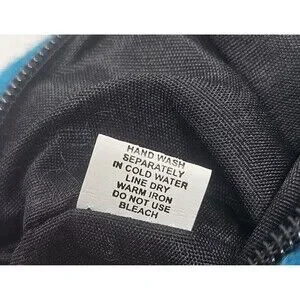 HAND WASH
SEPARATELY
IN COLD WATER
LINE DRY
WARM IRON
DO NOT USE
BLEACH